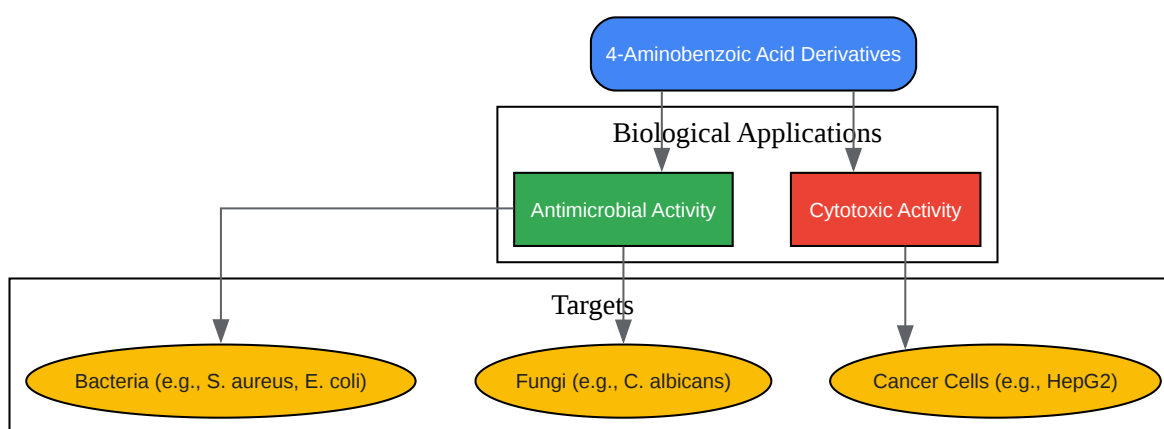 4-Aminobenzoic Acid Derivatives
Biological Applications
Antimicrobial Activity
Cytotoxic Activity
Targets
Bacteria (e.g., S. aureus, E. coli)
Fungi (e.g., C. albicans)
Cancer Cells (e.g., HepG2)